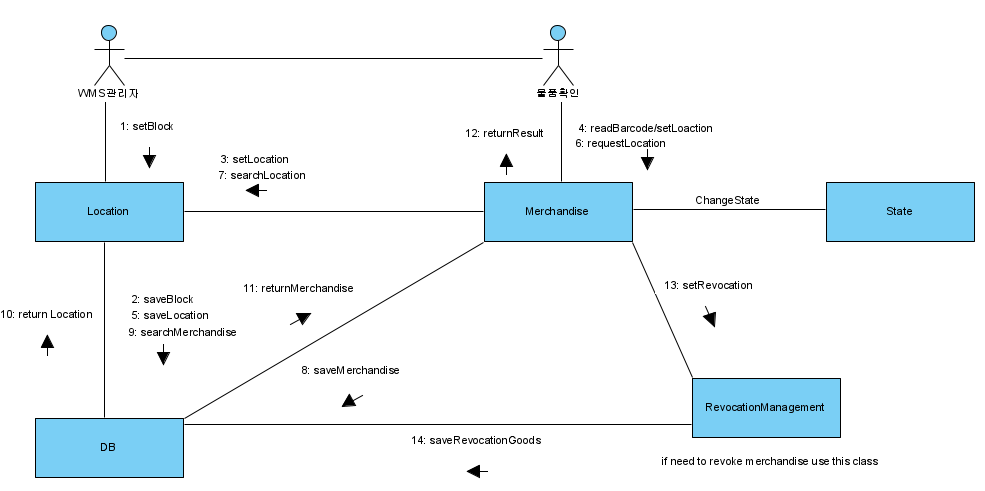 WMS관리자
물품확인
1: setBlock
12: returnResult
4: readBarcode/setLoaction
6: requestLocation
3: setLocation
7: searchLocation
Location
Merchandise
ChangeState
State
10: return Location
2: saveBlock
5: saveLocation
9: searchMerchandise
11: returnMerchandise
13: setRevocation
8: saveMerchandise
RevocationManagement
DB
14: saveRevocationGoods
if need to revoke merchandise use this class